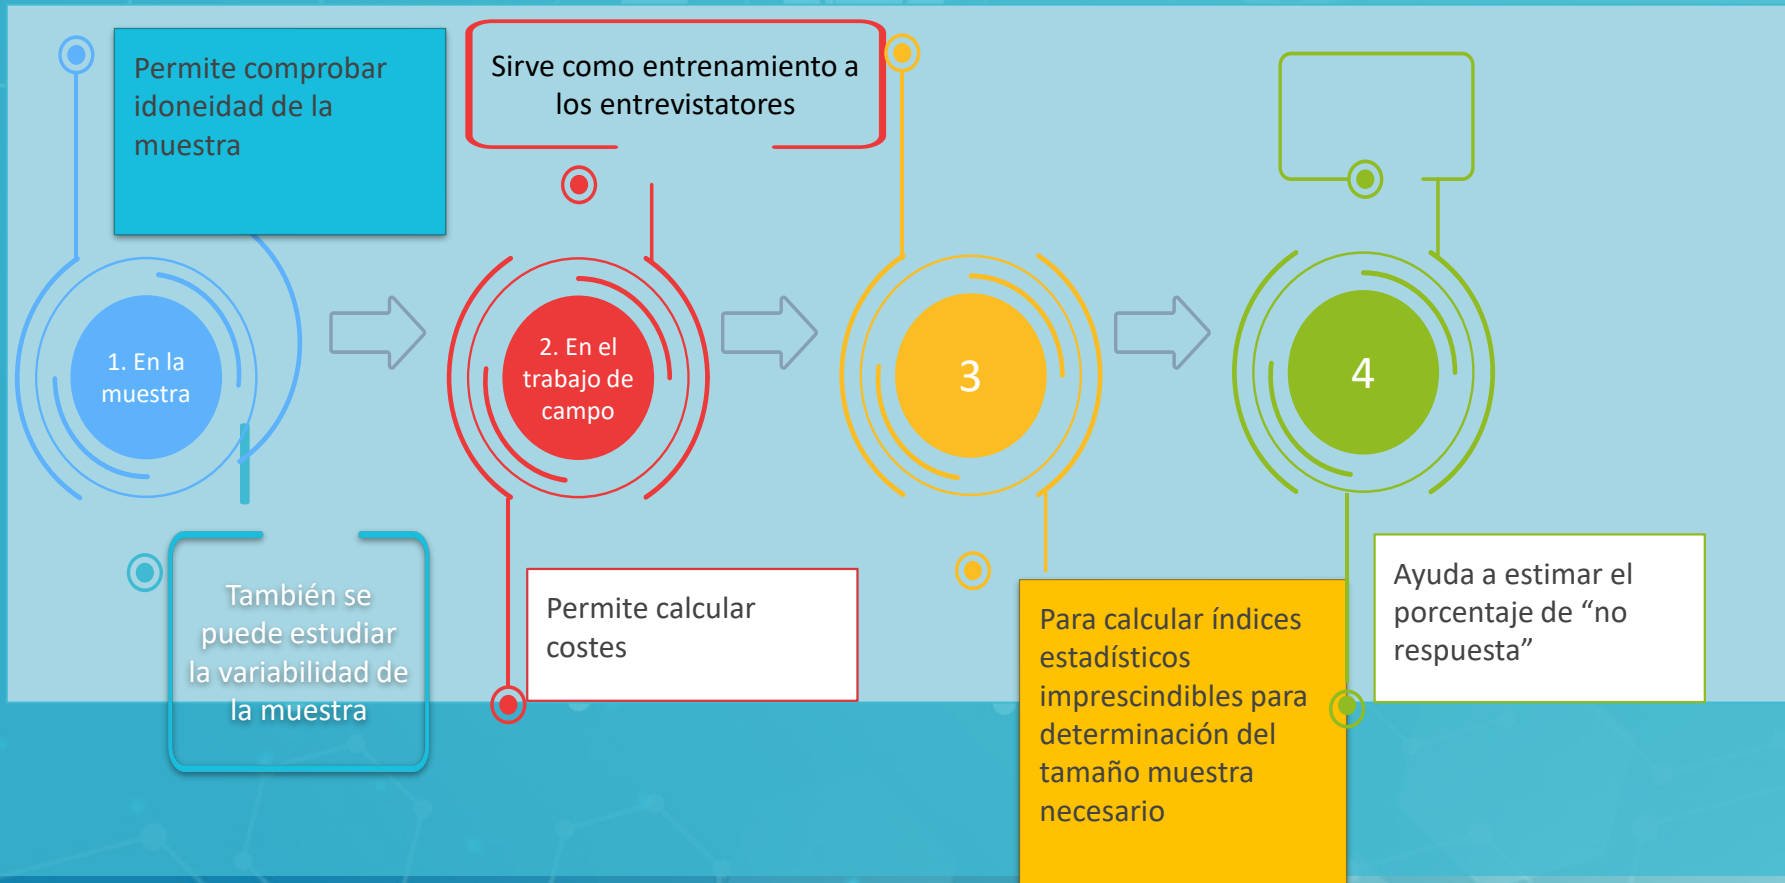 Permite comprobar
idoneidad de la
muestra
Sirve como entrenamiento a
los entrevistatores
1. En la
muestra
2. En el
trabajo de
campo
3
4
También se
puede estudiar
la variabilidad de
la muestra
Permite calcular
costes
Para calcular índices
estadísticos
imprescindibles para
determinación del
tamaño muestra
necesario
Ayuda a estimar el
porcentaje de “no
respuesta”